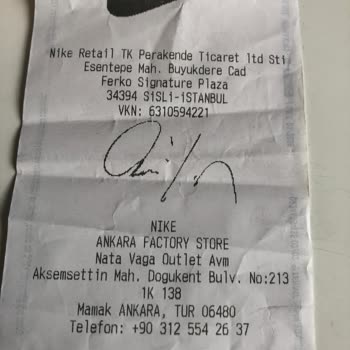 Nike Retail TK Perakende Ticaret ltd Sti
Esentepe Mah. Buyukdere Cad
Ferko Signature Plaza
34394 SiSLi-iSTANBUL
VKN: 6310594221
NIKE
ANKARA FACTORY STORE
Nata Vaga Outlet Avm
Aksemsettin Mah. Dogukent Bulv. No:213
1K 138
Mamak ANKARA, TUR 06480
Telefon: +90 312 554 26 37